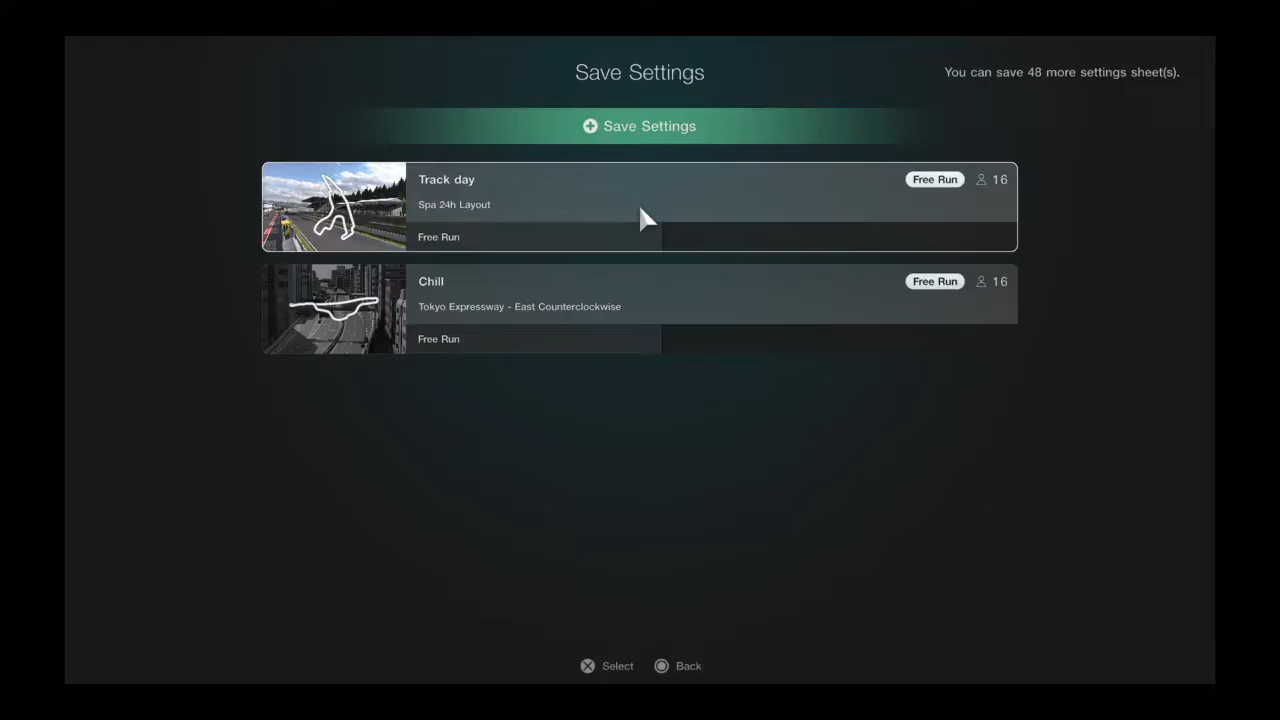 Save Settings
You can save 48 more settings sheet(s).
Save Settings
Track day
Free Run
16
Spa 24h Layout
Free Run
Chill
Free Run
16
Tokyo Expressway - East Counterclockwise
Free Run
Select
Back